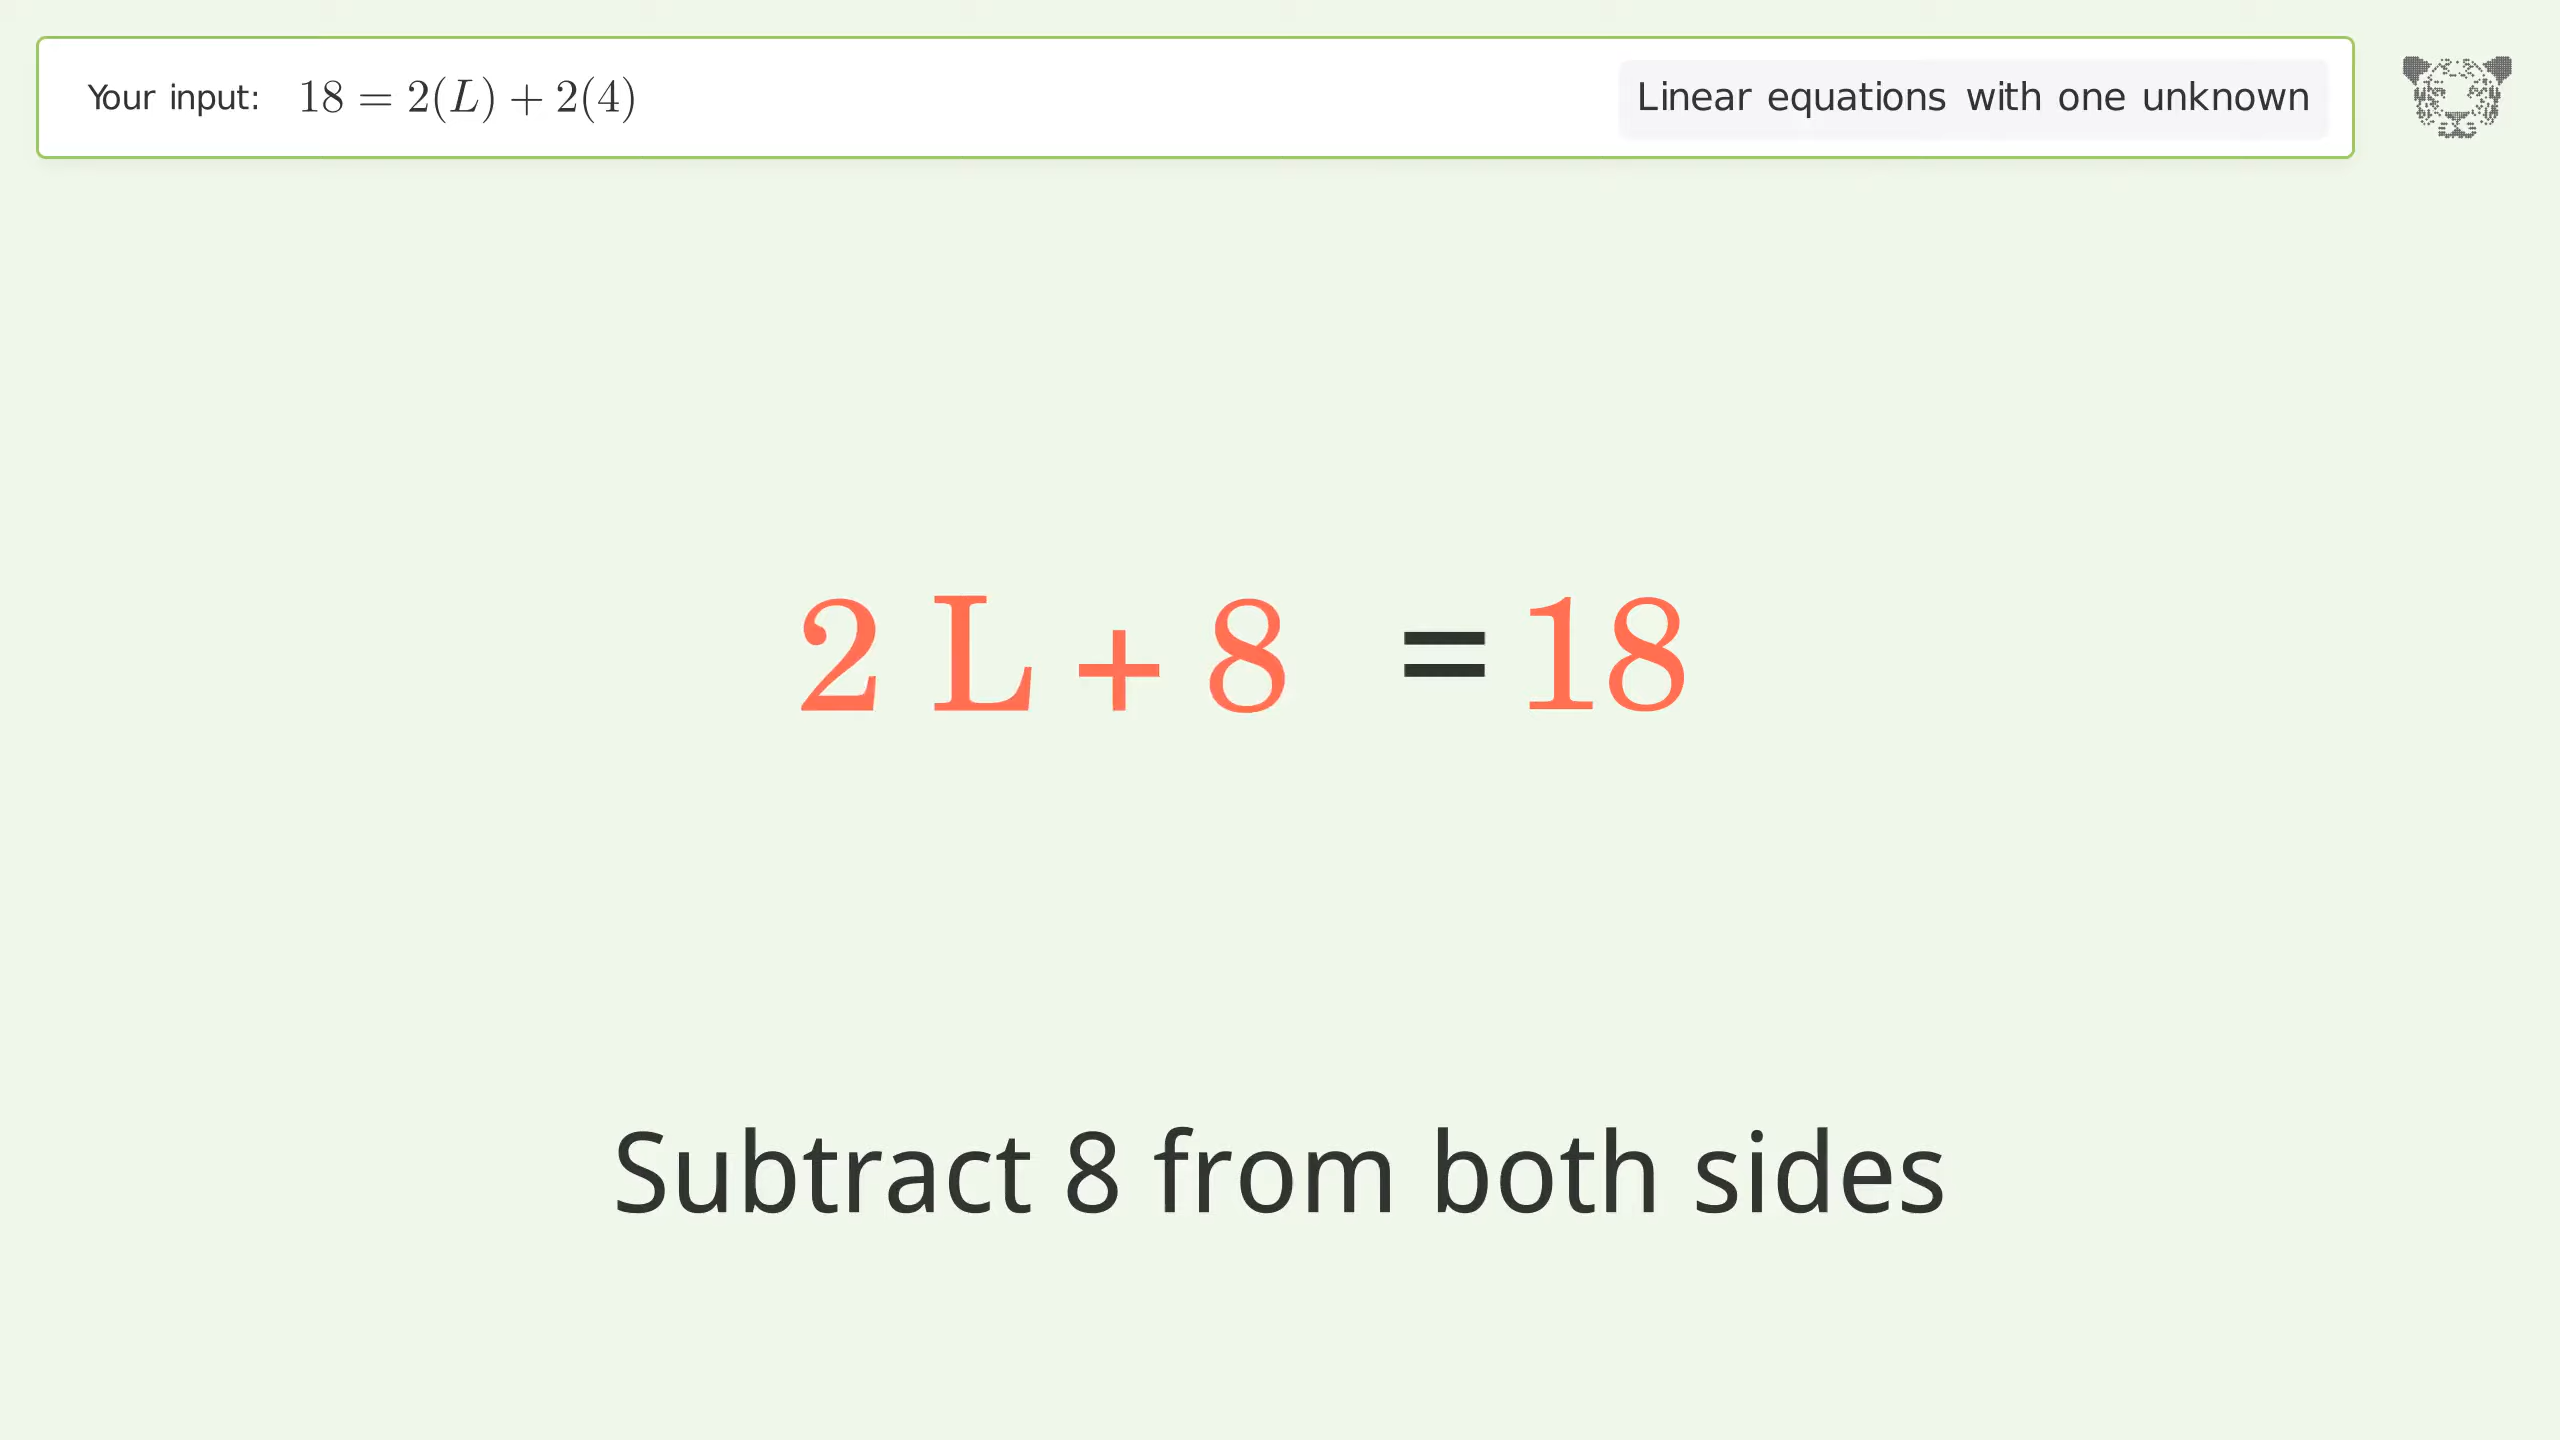 Your input: 18 = 2(L) + 2(4)
Linear equations with one unknown
2 L + 8 = 18
Subtract 8 from both sides